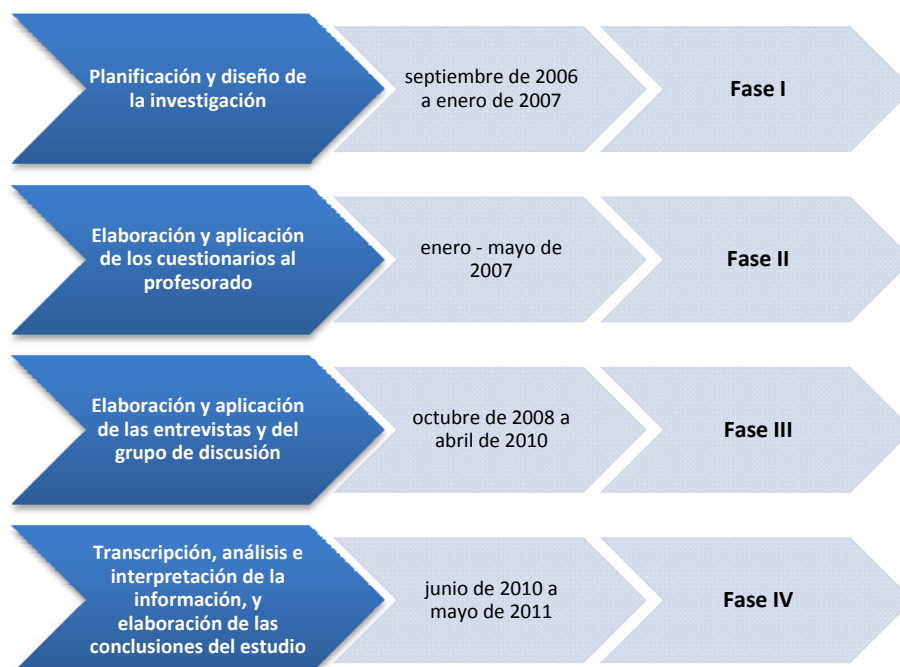 Planificación y diseño de
la investigación
septiembre de 2006
a enero de 2007
Fase I
Elaboración y aplicación
de los cuestionarios al
profesorado
enero - mayo de
2007
Fase II
Elaboración y aplicación
de las entrevistas y del
grupo de discusión
octubre de 2008 a
abril de 2010
Fase III
Transcripción, análisis e
interpretación de la
información, y
elaboración de las
conclusiones del estudio
junio de 2010 a
mayo de 2011
Fase IV